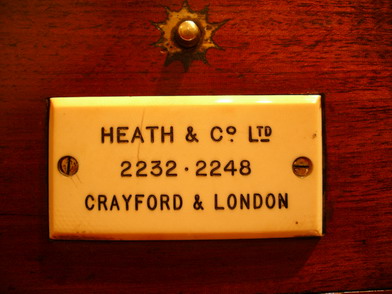 HEATH & Cº LTD
2232·2248
CRAYFORD & LONDON